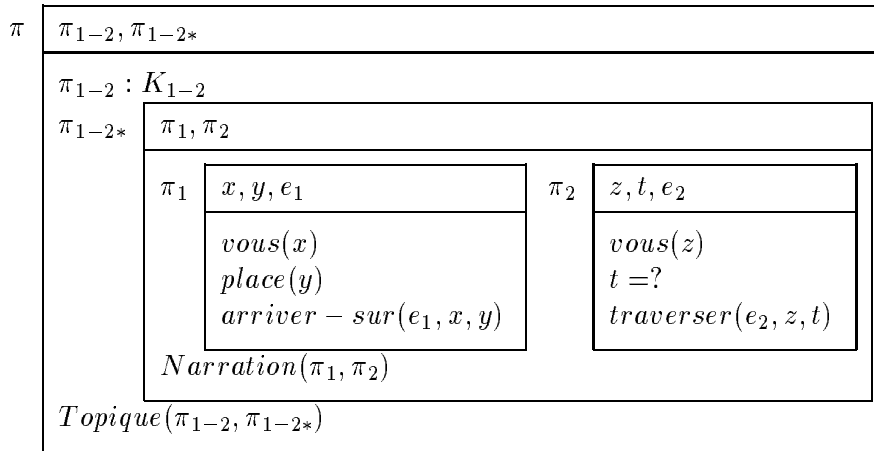 π π₁₋₂, π₁₋₂*
π₁₋₂ : K₁₋₂
π₁₋₂* π₁, π₂
π₁ x, y, e₁ π₂ z, t, e₂
vous(x) vous(z)
place(y) t =?
arriver − sur(e₁, x, y) traverser(e₂, z, t)
Narration(π₁, π₂)
Topique(π₁₋₂, π₁₋₂*)